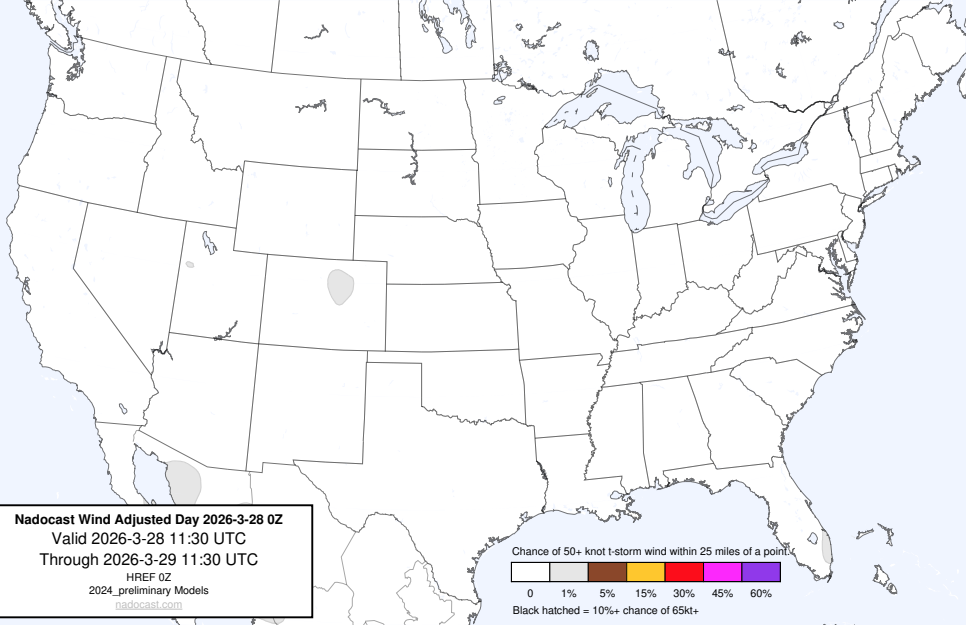 Nadocast Wind Adjusted Day 2026-3-28 0Z
Valid 2026-3-28 11:30 UTC
Through 2026-3-29 11:30 UTC
HREF 0Z
2024_preliminary Models
nadocast.com
Chance of 50+ knot t-storm wind within 25 miles of a point.
0 1% 5% 15% 30% 45% 60%
Black hatched = 10%+ chance of 65kt+